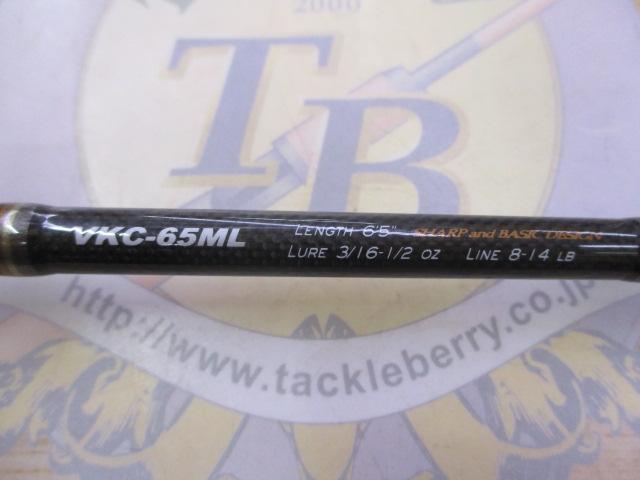 2000
TB
VKC-65ML
LENGTH 6'5" SHARP and BASIC DESIGN
LURE 3/16-1/2 OZ LINE 8-14 LB
http://www.tackleberry.co.jp